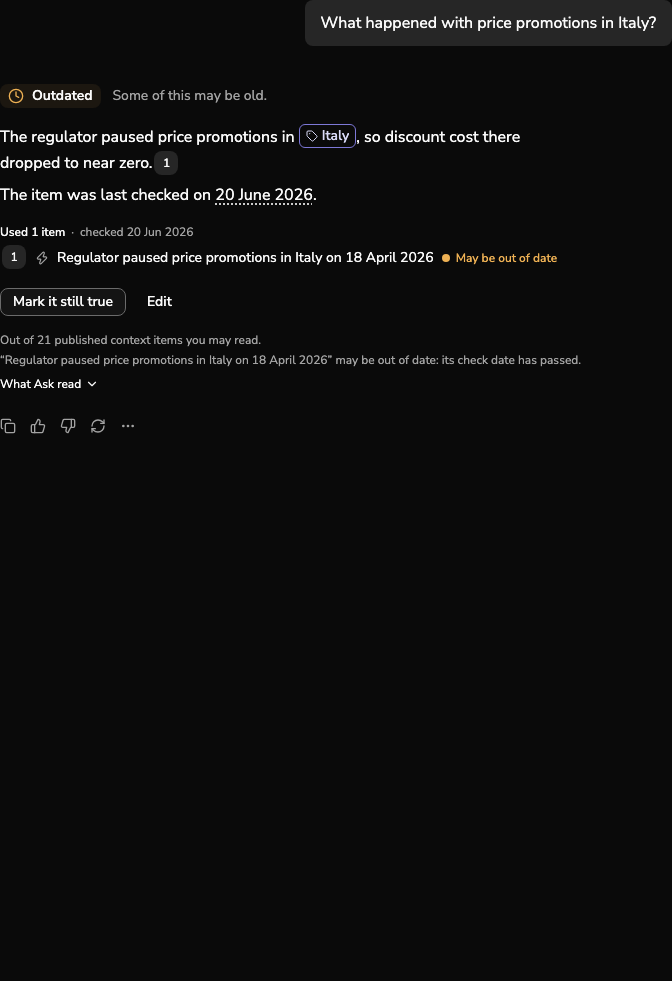 What happened with price promotions in Italy?
Outdated Some of this may be old.
The regulator paused price promotions in Italy, so discount cost there
dropped to near zero. 1
The item was last checked on 20 June 2026.
Used 1 item · checked 20 Jun 2026
1 Regulator paused price promotions in Italy on 18 April 2026 May be out of date
Mark it still true Edit
Out of 21 published context items you may read.
“Regulator paused price promotions in Italy on 18 April 2026” may be out of date: its check date has passed.
What Ask read